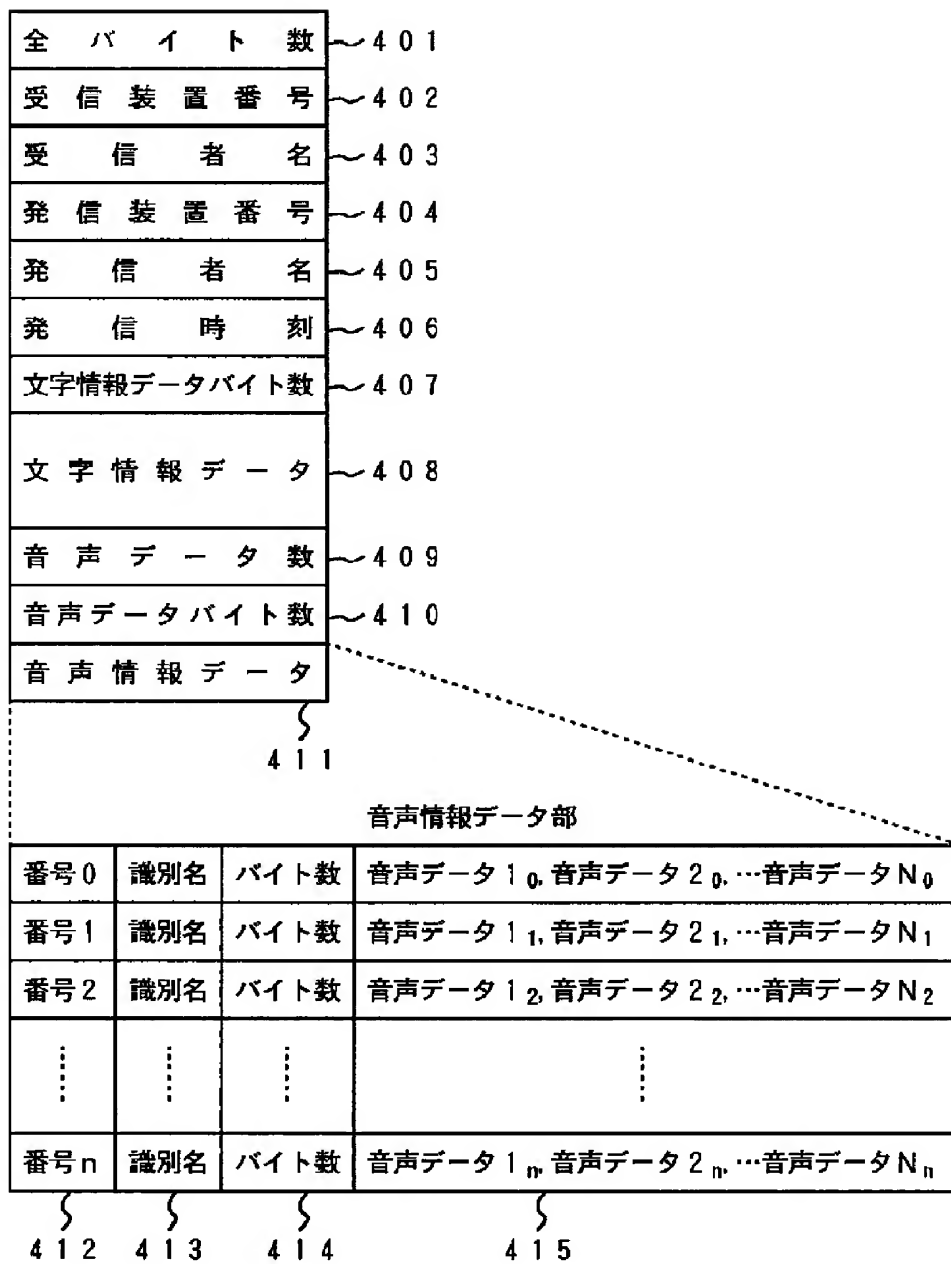 全バイト数 401
受信装置番号 402
受信者名 403
発信装置番号 404
発信者名 405
発信時刻 406
文字情報データバイト数 407
文字情報データ 408
音声データ数 409
音声データバイト数 410
音声情報データ
411
音声情報データ部
番号0 識別名 バイト数 音声データ1₀, 音声データ2₀, …音声データN₀
番号1 識別名 バイト数 音声データ1₁, 音声データ2₁, …音声データN₁
番号2 識別名 バイト数 音声データ1₂, 音声データ2₂, …音声データN₂
番号n 識別名 バイト数 音声データ1ₙ, 音声データ2ₙ, …音声データNₙ
412 413 414 415